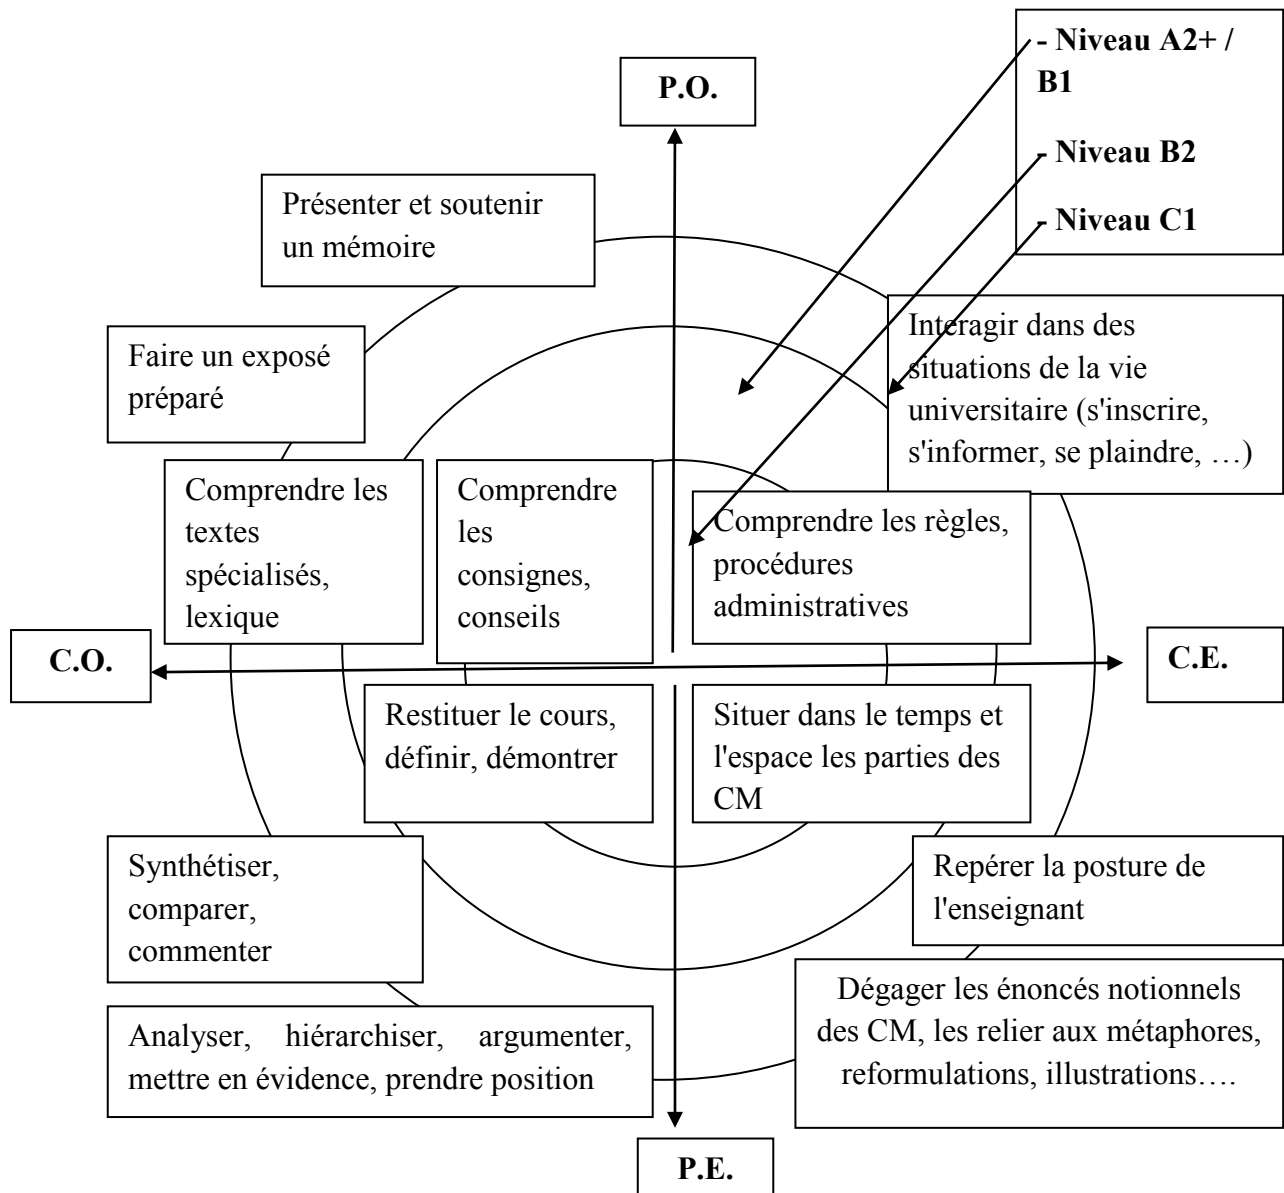 - Niveau A2+ /
B1
- Niveau B2
- Niveau C1
P.O.
Présenter et soutenir
un mémoire
Interagir dans des
situations de la vie
universitaire (s'inscrire,
s'informer, se plaindre, …)
Faire un exposé
préparé
Comprendre les
textes
spécialisés,
lexique
Comprendre
les
consignes,
conseils
Comprendre les règles,
procédures
administratives
C.O.
C.E.
Restituer le cours,
définir, démontrer
Situer dans le temps et
l'espace les parties des
CM
Synthétiser,
comparer,
commenter
Repérer la posture de
l'enseignant
Analyser, hiérarchiser, argumenter,
mettre en évidence, prendre position
Dégager les énoncés notionnels
des CM, les relier aux métaphores,
reformulations, illustrations….
P.E.